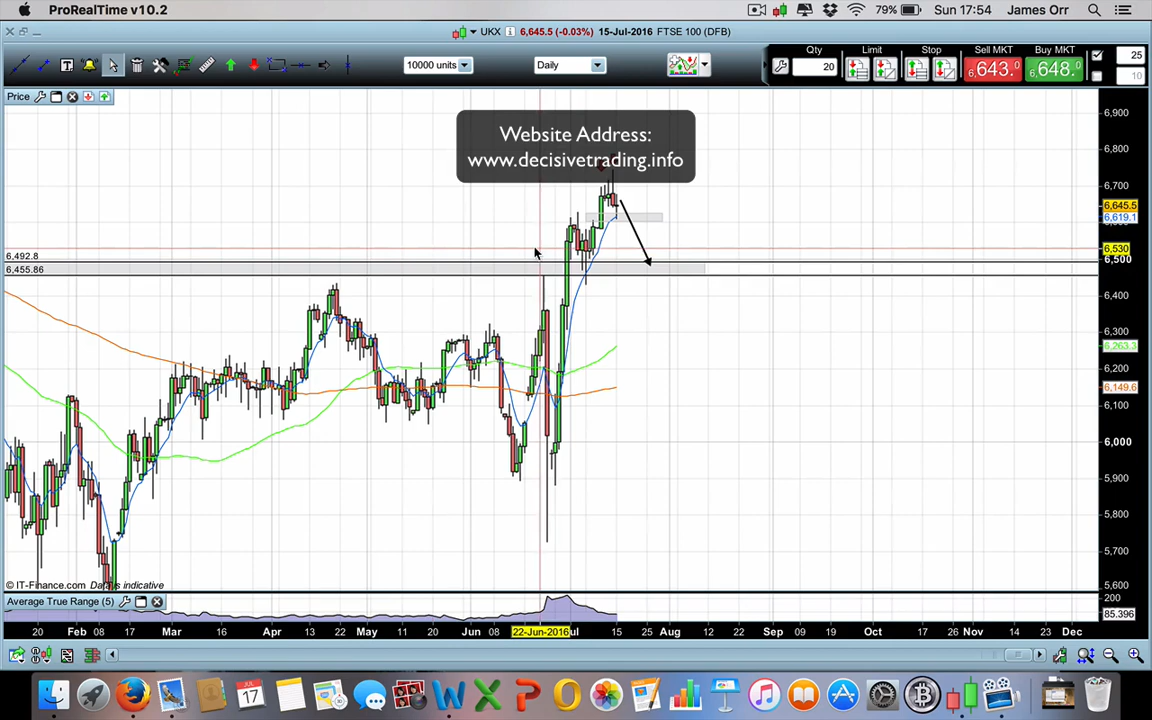 ProRealTime v10.2
79%
Sun 17:54
James Orr
UKX
6,645.5 (-0.03%)
15-Jul-2016
FTSE 100 (DFB)
10000 units
Daily
Qty
Limit
Stop
Sell MKT
Buy MKT
20
6,643.0
6,648.0
25
10
Price
Website Address:
www.decisivetrading.info
6,900
6,800
6,700
6,645.5
6,619.1
6,530
6,500
6,492.8
6,455.86
6,400
6,300
6,263.3
6,200
6,149.6
6,100
6,000
5,900
5,800
5,700
5,600
© IT-Finance.com Data is indicative
Average True Range (5)
200
85.396
20 Feb 08 17 Mar 16 Apr 13 22 May 11 20 Jun 08 22-Jun-2016 Jul 15 25 Aug 12 22 Sep 09 19 Oct 17 26 Nov 14 23 Dec
JUL
17